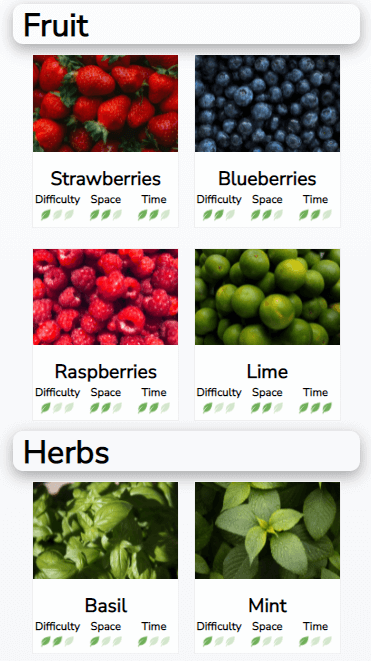 Fruit
Strawberries Blueberries
Difficulty Space Time Difficulty Space Time
Raspberries Lime
Difficulty Space Time Difficulty Space Time
Herbs
Basil Mint
Difficulty Space Time Difficulty Space Time